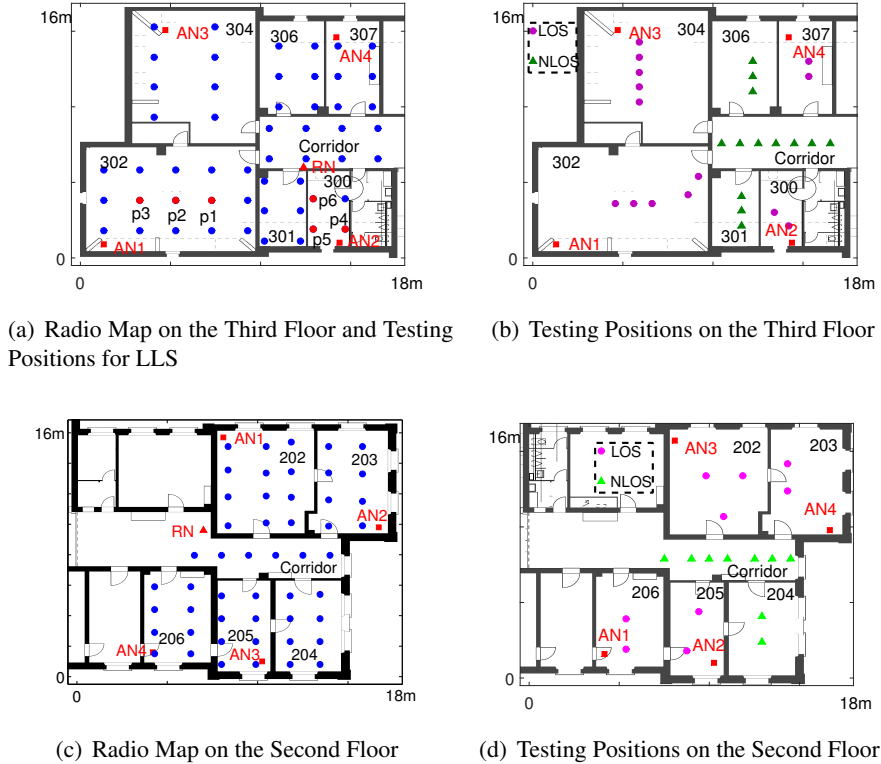 16m
AN3
304
306
307
AN4
Corridor
RN
302
300
p3
p2
p1
p6
p4
p5
AN1
301
AN2
0
0
18m
(a) Radio Map on the Third Floor and Testing
Positions for LLS
16m
LOS
NLOS
AN3
304
306
307
AN4
Corridor
302
300
AN1
301
AN2
0
0
18m
(b) Testing Positions on the Third Floor
16m
AN1
202
203
AN2
RN
Corridor
206
205
204
AN4
AN3
0
0
18m
(c) Radio Map on the Second Floor
16m
LOS
NLOS
AN3
202
203
AN4
Corridor
206
205
204
AN1
AN2
0
0
18m
(d) Testing Positions on the Second Floor